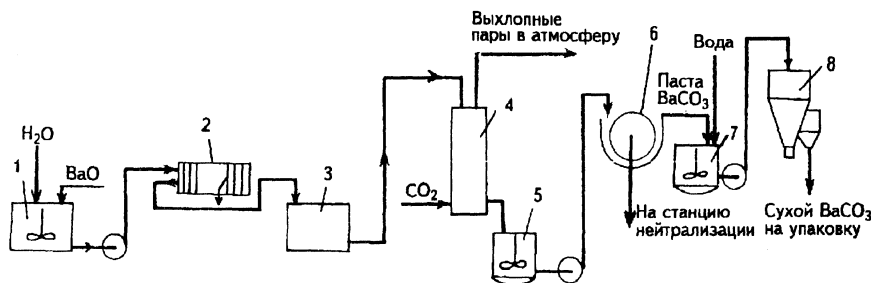 Выхлопные
пары в атмосферу
6
Вода
8
Паста
BaCO₃
H₂O
2
4
1
BaO
3
7
CO₂
5
На станцию
нейтрализации
Сухой BaCO₃
на упаковку